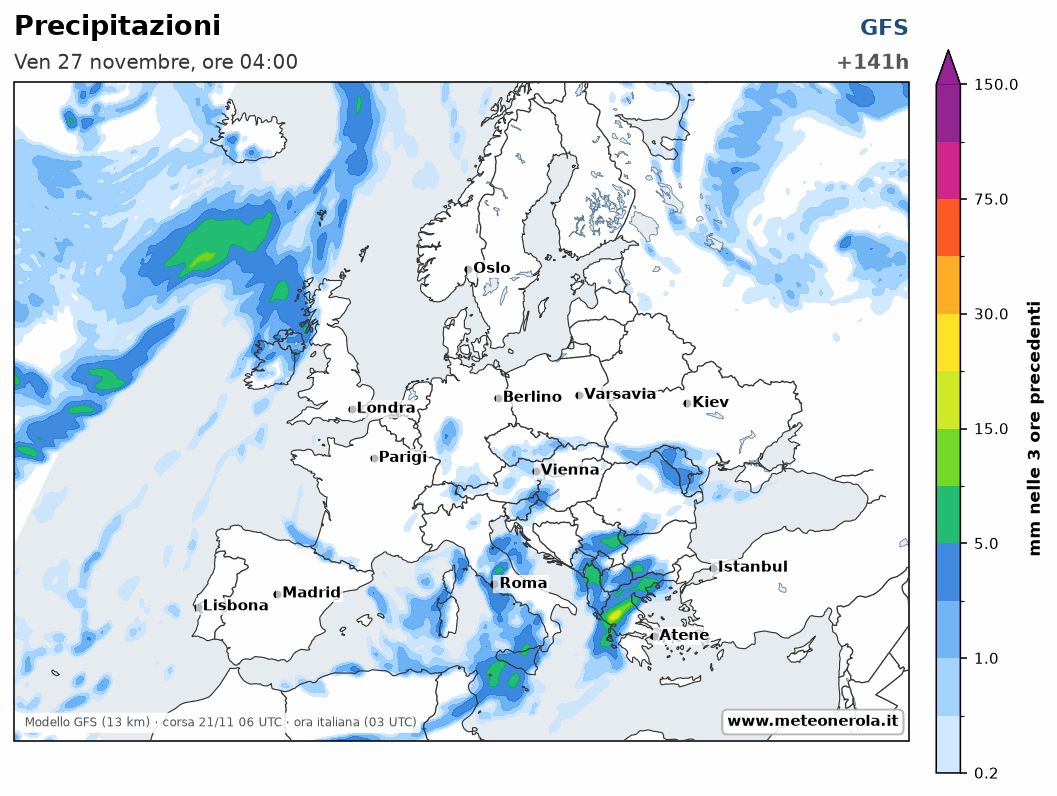 Precipitazioni
GFS
Ven 27 novembre, ore 04:00
+141h
150.0
75.0
30.0
15.0
5.0
1.0
0.2
mm nelle 3 ore precedenti
Oslo
Berlino
Varsavia
Kiev
Londra
Parigi
Vienna
Istanbul
Roma
Madrid
Lisbona
Atene
Modello GFS (13 km) · corsa 21/11 06 UTC · ora italiana (03 UTC)
www.meteonerola.it